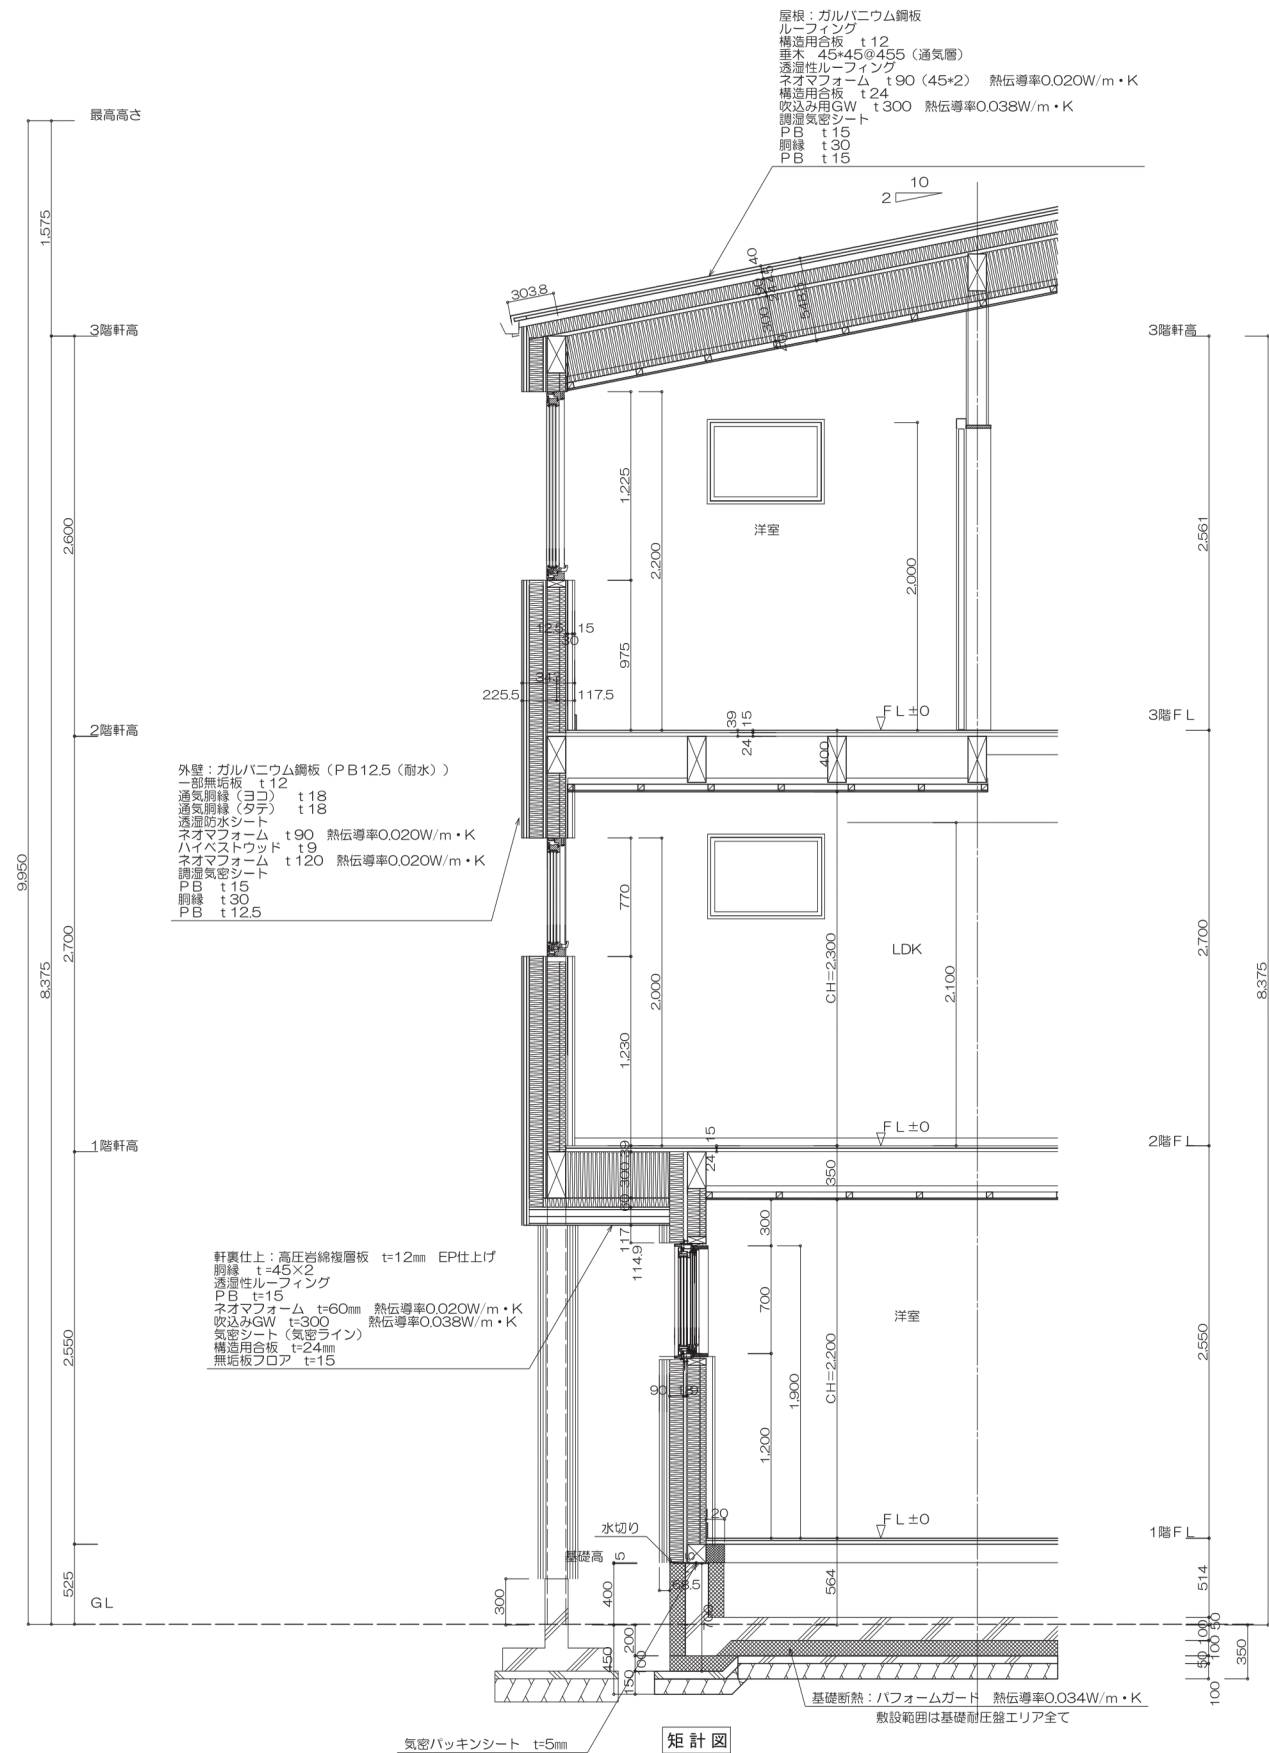 屋根：ガルバニウム鋼板
ルーフィング
構造用合板　ｔ12
垂木　45*45@455（通気層）
透湿性ルーフィング
ネオマフォーム　ｔ90（45*2）　熱伝導率0.020W/m・K
構造用合板　ｔ24
吹込み用GW　ｔ300　熱伝導率0.038W/m・K
調湿気密シート
ＰＢ　ｔ15
胴縁　ｔ30
ＰＢ　ｔ15
最高高さ
10
2
1,575
40
303.8
300
548.5
3階軒高
3階軒高
1,225
2,200
2,000
洋室
2,600
2,561
12.5
15
30
975
225.5
117.5
ＦＬ±0
3階ＦＬ
39
15
24
400
2階軒高
外壁：ガルバニウム鋼板（ＰＢ12.5（耐水））
一部無垢板　ｔ12
通気胴縁（ヨコ）　ｔ18
通気胴縁（タテ）　ｔ18
透湿防水シート
ネオマフォーム　ｔ90　熱伝導率0.020W/m・K
ハイベストウッド　ｔ9
ネオマフォーム　ｔ120　熱伝導率0.020W/m・K
調湿気密シート
ＰＢ　ｔ15
胴縁　ｔ30
ＰＢ　ｔ12.5
9,950
8,375
2,700
770
2,000
1,230
CH=2,300
LDK
2,100
2,700
8,375
ＦＬ±0
2階ＦＬ
15
24
350
1階軒高
39
300
60
117
114.9
300
軒裏仕上：高圧岩綿複層板　t=12㎜　EP仕上げ
胴縁　ｔ=45×2
透湿性ルーフィング
ＰＢ　t=15
ネオマフォーム　t=60㎜　熱伝導率0.020W/m・K
吹込みGW　t=300　熱伝導率0.038W/m・K
気密シート（気密ライン）
構造用合板　t=24㎜
無垢板フロア　t=15
700
洋室
2,550
2,550
90
1,900
CH=2,200
1,200
120
水切り
ＦＬ±0
1階ＦＬ
基礎高
5
525
300
400
68.5
564
514
GL
200
450
150
50
100
100
50
100
350
基礎断熱：パフォームガード　熱伝導率0.034W/m・K
敷設範囲は基礎耐圧盤エリア全て
矩計図
気密パッキンシート　t=5㎜